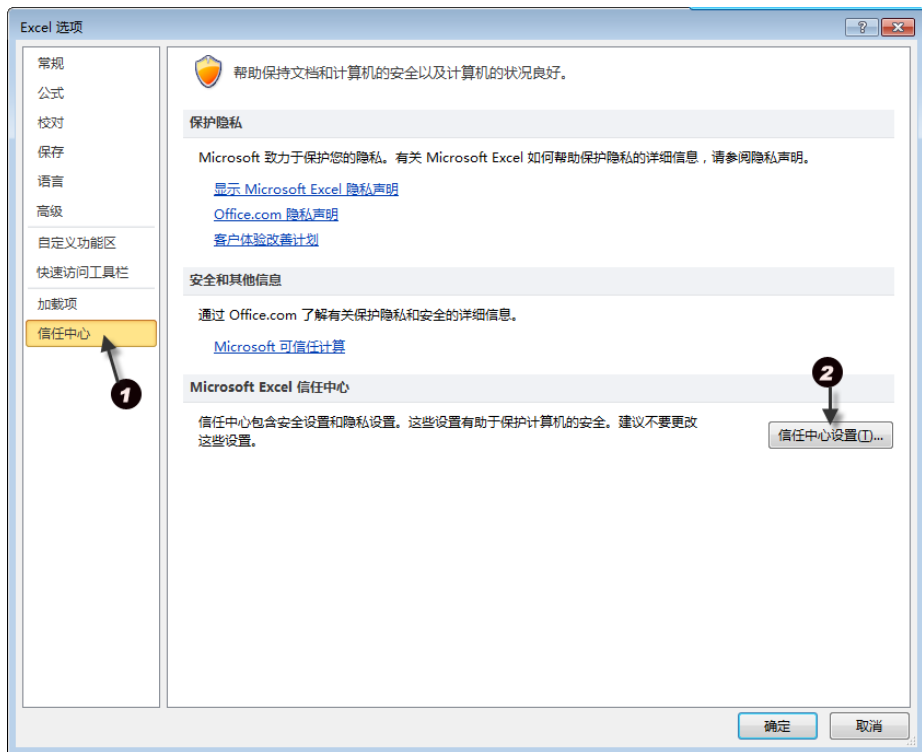 Excel 选项
常规
公式
校对
保存
语言
高级
自定义功能区
快速访问工具栏
加载项
信任中心
1
帮助保持文档和计算机的安全以及计算机的状况良好。
保护隐私
Microsoft 致力于保护您的隐私。有关 Microsoft Excel 如何帮助保护隐私的详细信息，请参阅隐私声明。
显示 Microsoft Excel 隐私声明
Office.com 隐私声明
客户体验改善计划
安全和其他信息
通过 Office.com 了解有关保护隐私和安全的详细信息。
Microsoft 可信任计算
Microsoft Excel 信任中心
2
信任中心包含安全设置和隐私设置。这些设置有助于保护计算机的安全。建议不要更改
这些设置。
信任中心设置(T)...
确定
取消